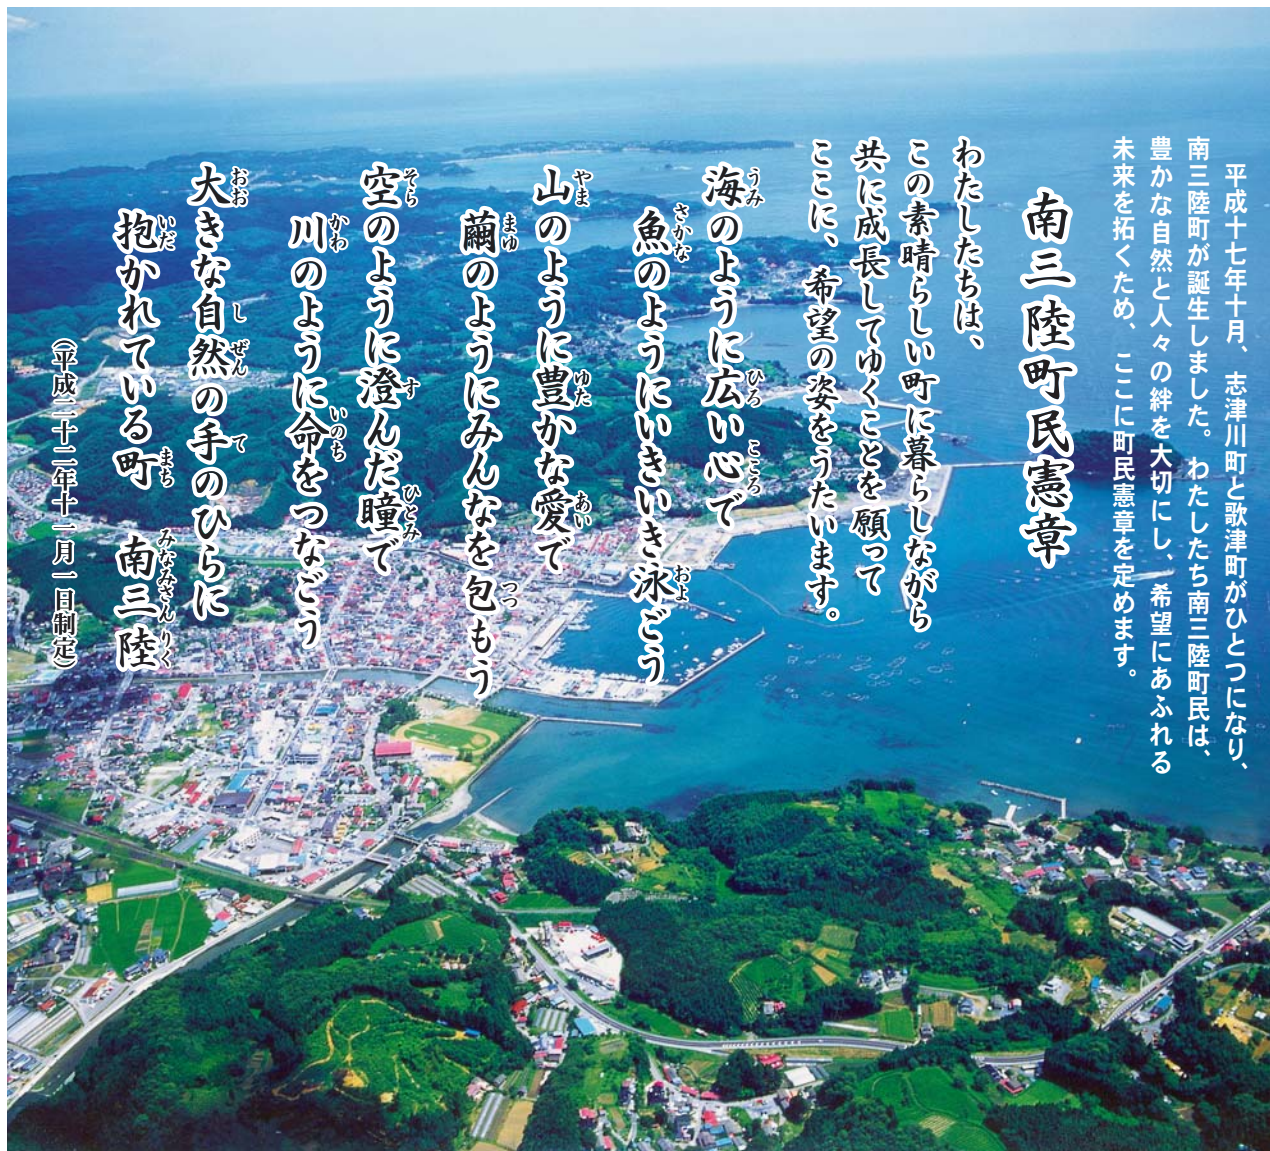 平成十七年十月、志津川町と歌津町がひとつになり、
南三陸町が誕生しました。わたしたち南三陸町民は、
豊かな自然と人々の絆を大切にし、希望にあふれる
未来を拓くため、ここに町民憲章を定めます。
南三陸町民憲章
わたしたちは、
この素晴らしい町に暮らしながら
共に成長してゆくことを願って
ここに、希望の姿をうたいます。
海のように広い心で
魚のようにいきいき泳ごう
山のように豊かな愛で
繭のようにみんなを包もう
空のように澄んだ瞳で
川のように命をつなごう
大きな自然の手のひらに
抱かれている町 南三陸
(平成二十二年十一月一日制定)